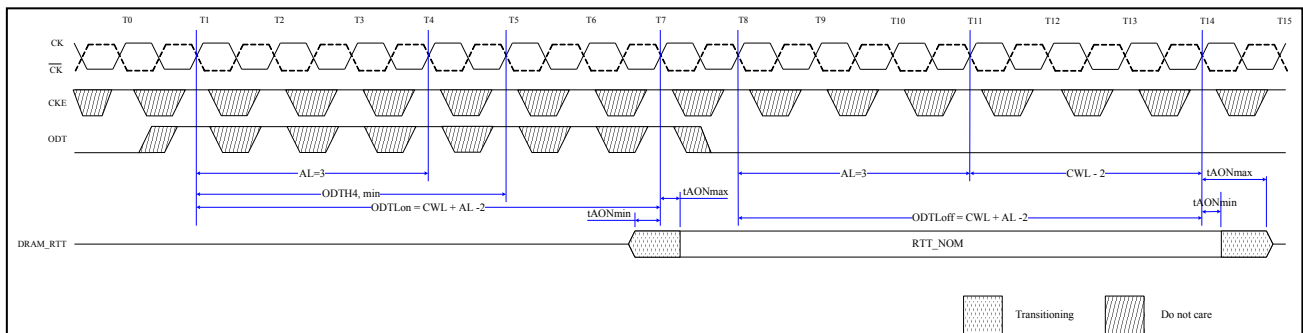 T0 T1 T2 T3 T4 T5 T6 T7 T8 T9 T10 T11 T12 T13 T14 T15
CK
CK
CKE
ODT
AL=3
AL=3
CWL - 2
ODTH4, min
tAONmax
tAONmax
ODTLon = CWL + AL -2
tAONmin
tAONmin
ODTLoff = CWL + AL -2
DRAM_RTT
RTT_NOM
Transitioning
Do not care